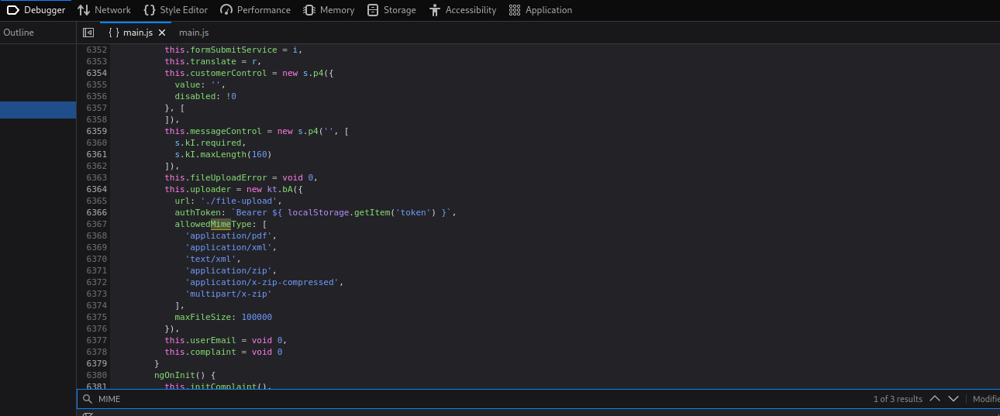 Debugger Network Style Editor Performance Memory Storage Accessibility Application
Outline { } main.js main.js
6352 this.formSubmitService = i,
6353 this.translate = r,
6354 this.customerControl = new s.p4({
6355 value: '',
6356 disabled: !0
6357 }, [
6358 ]),
6359 this.messageControl = new s.p4('', [
6360 s.kI.required,
6361 s.kI.maxLength(160)
6362 ]),
6363 this.fileUploadError = void 0,
6364 this.uploader = new kt.bA({
6365 url: './file-upload',
6366 authToken: `Bearer ${ localStorage.getItem('token') }`,
6367 allowedMimeType: [
6368 'application/pdf',
6369 'application/xml',
6370 'text/xml',
6371 'application/zip',
6372 'application/x-zip-compressed',
6373 'multipart/x-zip'
6374 ],
6375 maxFileSize: 100000
6376 }),
6377 this.userEmail = void 0,
6378 this.complaint = void 0
6379 }
6380 ngOnInit() {
6381 this.initComplaint(),
MIME 1 of 3 results Modifie